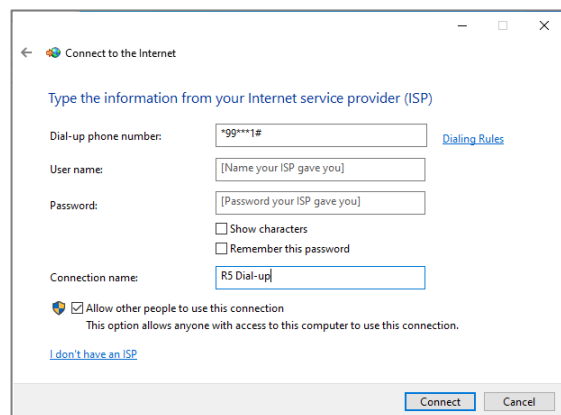 Connect to the Internet
Type the information from your Internet service provider (ISP)
Dial-up phone number: *99***1# Dialing Rules
User name: [Name your ISP gave you]
Password: [Password your ISP gave you]
Show characters
Remember this password
Connection name: R5 Dial-up
Allow other people to use this connection
This option allows anyone with access to this computer to use this connection.
I don't have an ISP
Connect Cancel